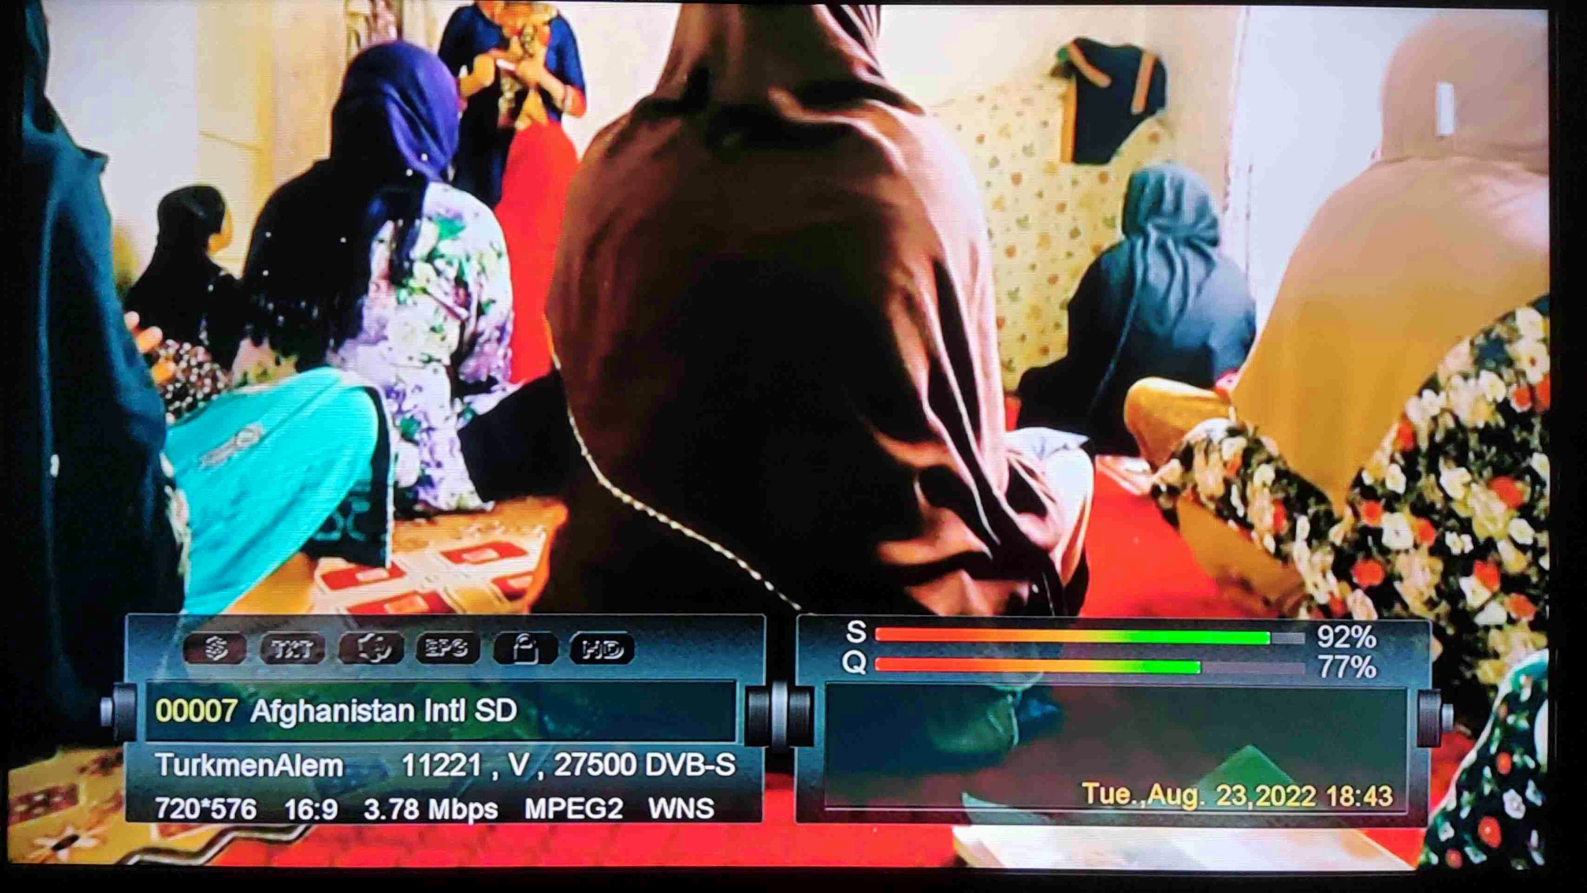 $ TXT EPG HD
00007 Afghanistan Intl SD
TurkmenAlem 11221 , V , 27500 DVB-S
720*576 16:9 3.78 Mbps MPEG2 WNS
S 92%
Q 77%
Tue.,Aug. 23,2022 18:43